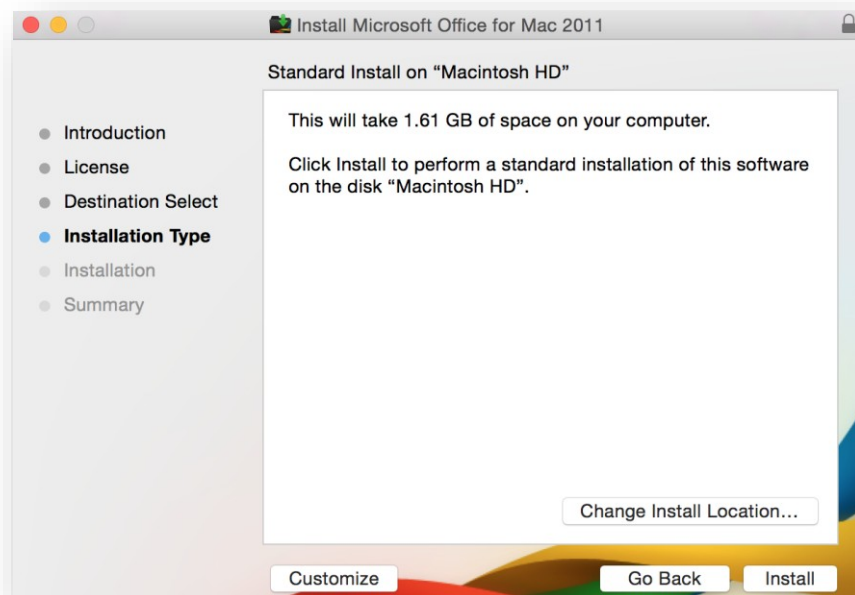 Install Microsoft Office for Mac 2011
Standard Install on “Macintosh HD”
Introduction
License
Destination Select
Installation Type
Installation
Summary
This will take 1.61 GB of space on your computer.
Click Install to perform a standard installation of this software
on the disk “Macintosh HD”.
Change Install Location...
Customize
Go Back
Install